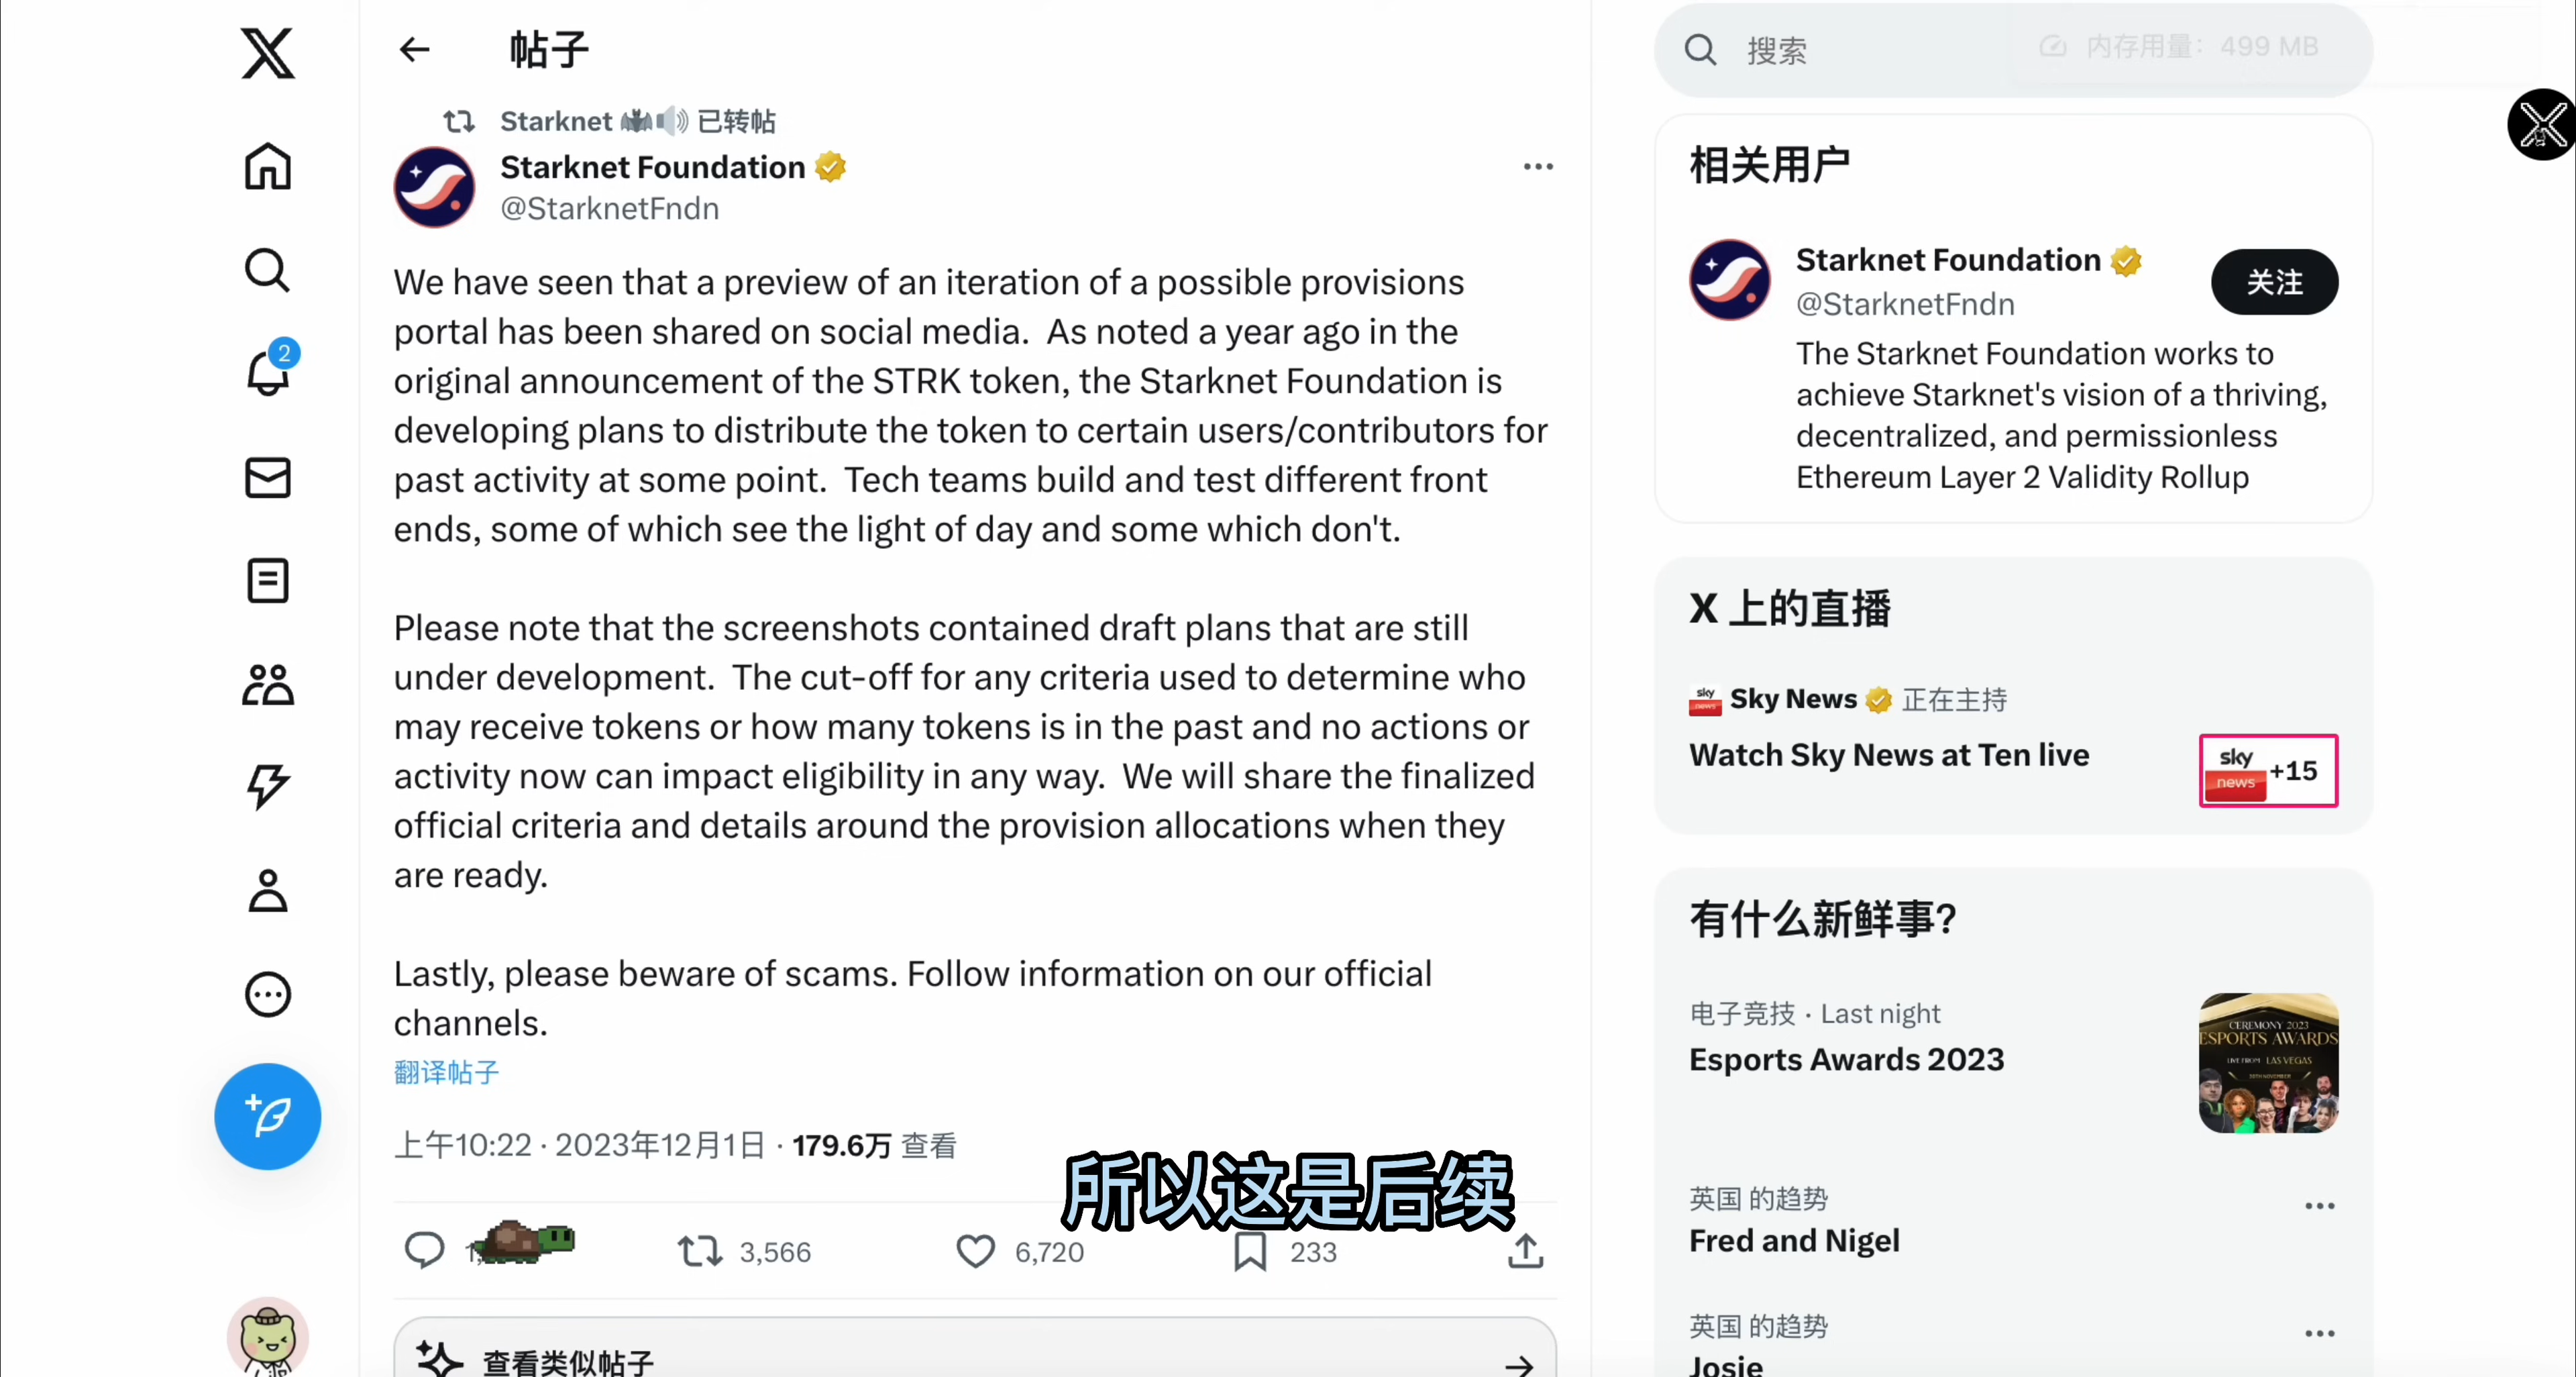 帖子
Starknet 已转帖
Starknet Foundation
@StarknetFndn
We have seen that a preview of an iteration of a possible provisions
portal has been shared on social media.  As noted a year ago in the
original announcement of the STRK token, the Starknet Foundation is
developing plans to distribute the token to certain users/contributors for
past activity at some point.  Tech teams build and test different front
ends, some of which see the light of day and some which don't.
Please note that the screenshots contained draft plans that are still
under development.  The cut-off for any criteria used to determine who
may receive tokens or how many tokens is in the past and no actions or
activity now can impact eligibility in any way.  We will share the finalized
official criteria and details around the provision allocations when they
are ready.
Lastly, please beware of scams. Follow information on our official
channels.
翻译帖子
上午10:22 · 2023年12月1日 · 179.6万 查看
所以这是后续
3,566
6,720
233
查看类似帖子
2
搜索
内存用量：499 MB
相关用户
Starknet Foundation
@StarknetFndn
关注
The Starknet Foundation works to
achieve Starknet's vision of a thriving,
decentralized, and permissionless
Ethereum Layer 2 Validity Rollup
X 上的直播
sky
news
Sky News 正在主持
Watch Sky News at Ten live
sky
news
+15
有什么新鲜事?
电子竞技 · Last night
Esports Awards 2023
CEREMONY 2023
ESPORTS AWARDS
LIVE FROM LAS VEGAS
英国 的趋势
Fred and Nigel
英国 的趋势
Josie